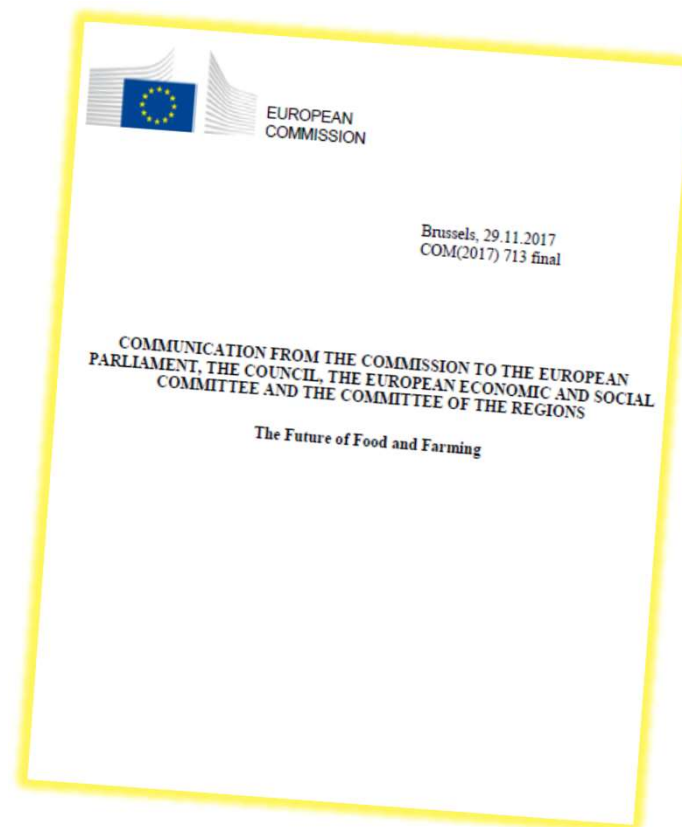 EUROPEAN
COMMISSION
Brussels, 29.11.2017
COM(2017) 713 final
COMMUNICATION FROM THE COMMISSION TO THE EUROPEAN
PARLIAMENT, THE COUNCIL, THE EUROPEAN ECONOMIC AND SOCIAL
COMMITTEE AND THE COMMITTEE OF THE REGIONS
The Future of Food and Farming